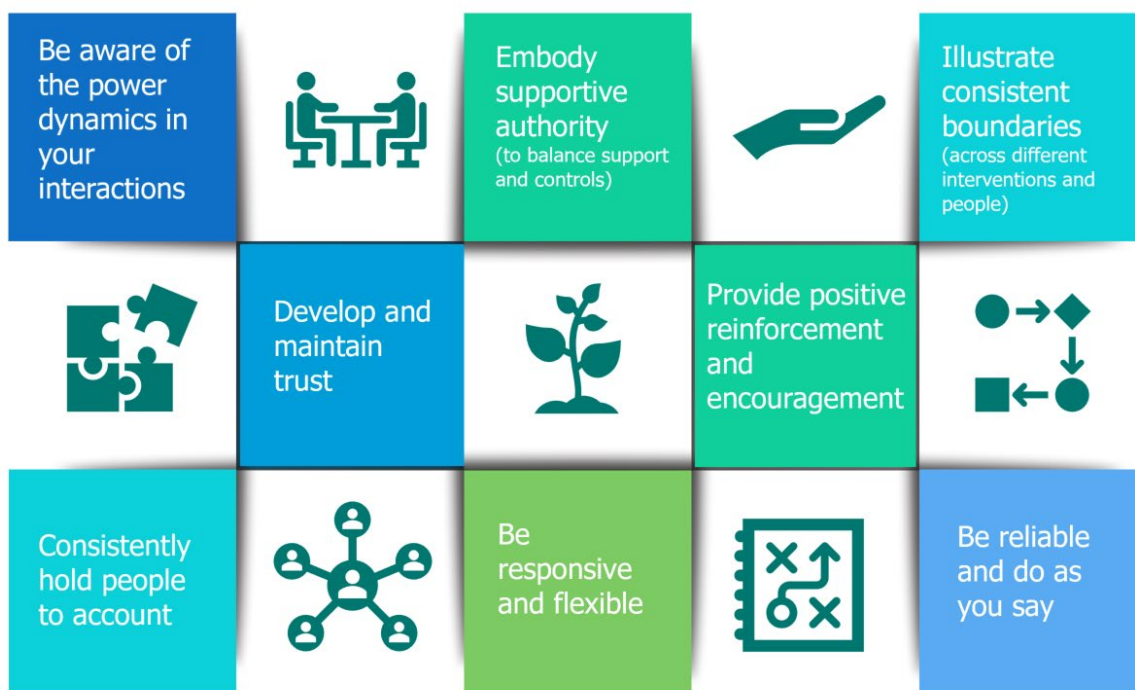 Be aware of
the power
dynamics in
your
interactions
Embody
supportive
authority
(to balance support
and controls)
Illustrate
consistent
boundaries
(across different
interventions and
people)
Develop and
maintain
trust
Provide positive
reinforcement
and
encouragement
Consistently
hold people
to account
Be
responsive
and flexible
Be reliable
and do as
you say